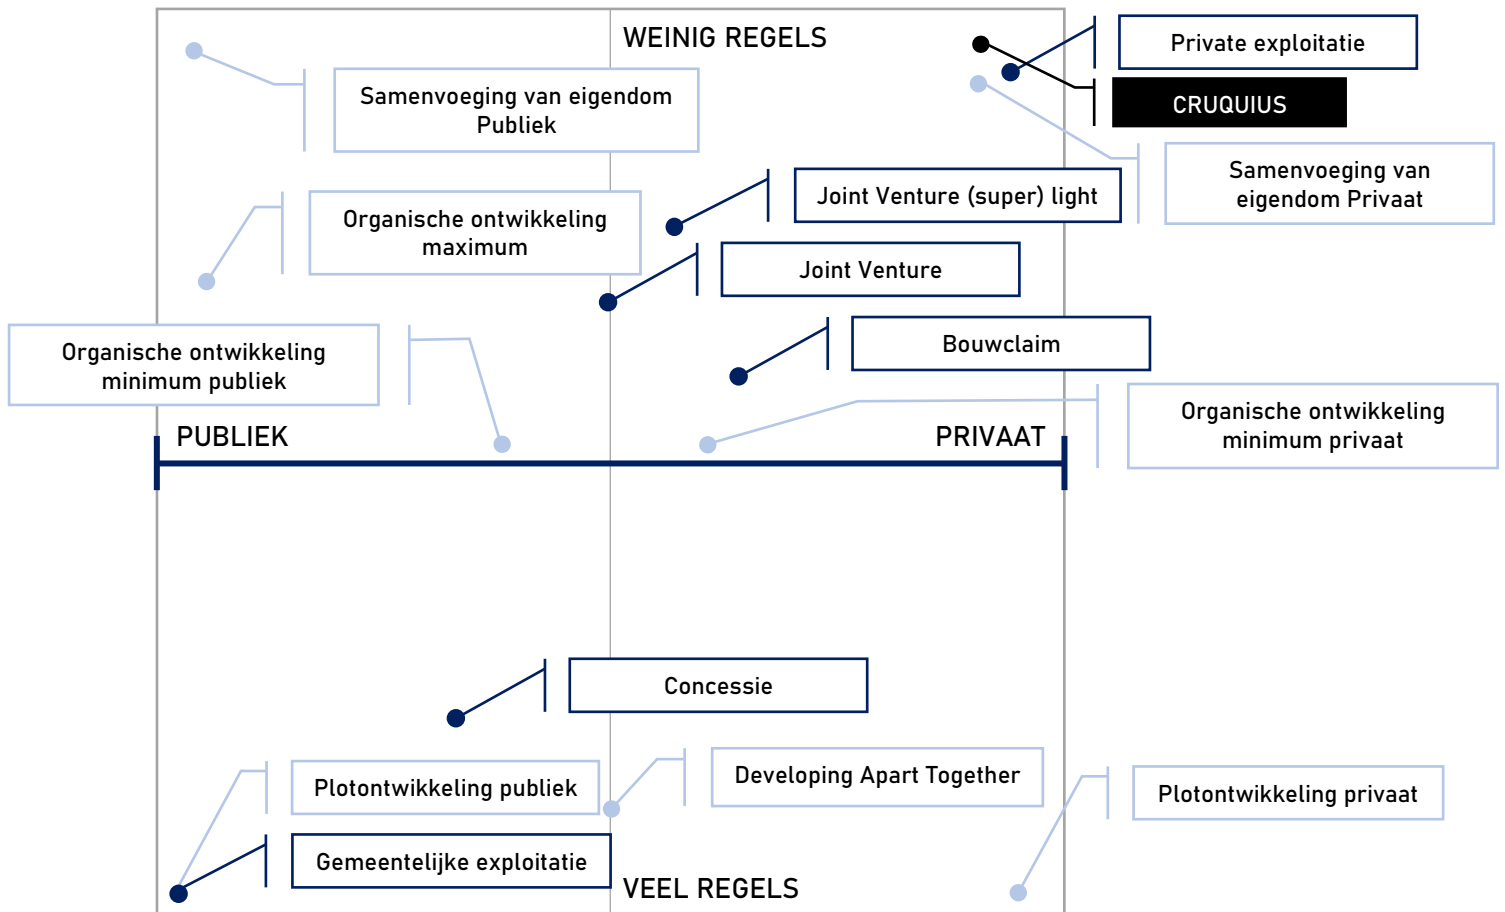 WEINIG REGELS
Private exploitatie
Samenvoeging van eigendom
Publiek
CRUQUIUS
Samenvoeging van
eigendom Privaat
Joint Venture (super) light
Organische ontwikkeling
maximum
Joint Venture
Organische ontwikkeling
minimum publiek
Bouwclaim
Organische ontwikkeling
minimum privaat
PUBLIEK
PRIVAAT
Concessie
Plotontwikkeling publiek
Developing Apart Together
Plotontwikkeling privaat
Gemeentelijke exploitatie
VEEL REGELS